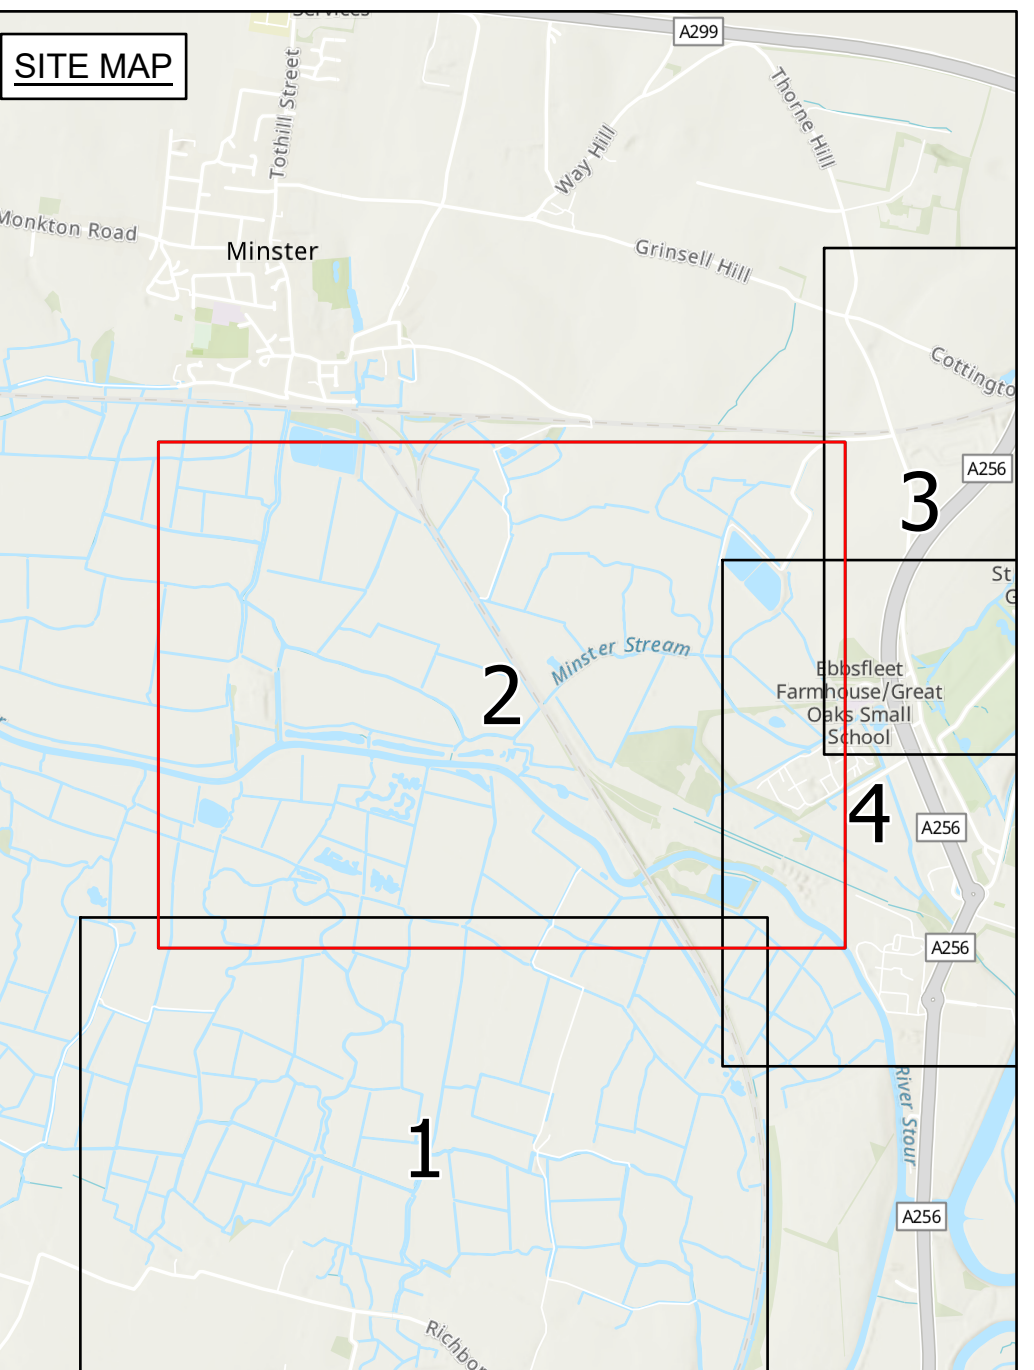 Services
A299
SITE MAP
Tothill Street
Thorne Hill
Way Hill
Monkton Road
Minster
Grinsell Hill
Cottingto
A256
3
St
G
Minster Stream
2
Ebbsfleet
Farmhouse/Great
Oaks Small
School
4
A256
A256
River Stour
1
A256
Richbor